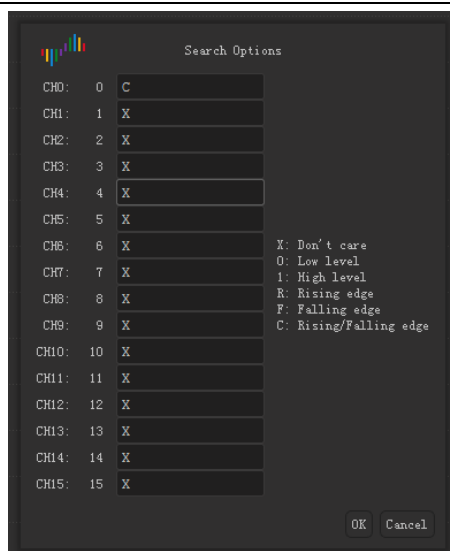 Search Options
CH0: 0 C
CH1: 1 X
CH2: 2 X
CH3: 3 X
CH4: 4 X
CH5: 5 X
CH6: 6 X
CH7: 7 X
CH8: 8 X
CH9: 9 X
CH10: 10 X
CH11: 11 X
CH12: 12 X
CH13: 13 X
CH14: 14 X
CH15: 15 X
X: Don't care
0: Low level
1: High level
R: Rising edge
F: Falling edge
C: Rising/Falling edge
OK Cancel